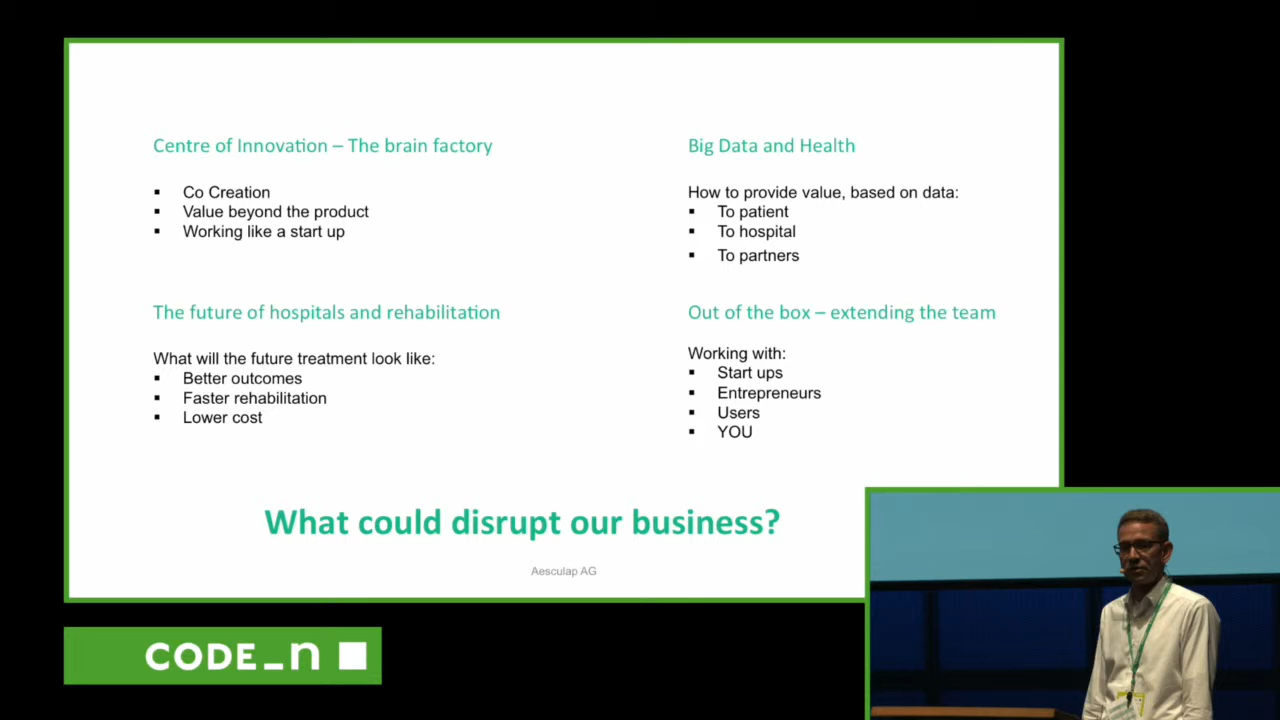 Centre of Innovation – The brain factory
▪ Co Creation
▪ Value beyond the product
▪ Working like a start up
Big Data and Health
How to provide value, based on data:
▪ To patient
▪ To hospital
▪ To partners
The future of hospitals and rehabilitation
What will the future treatment look like:
▪ Better outcomes
▪ Faster rehabilitation
▪ Lower cost
Out of the box – extending the team
Working with:
▪ Start ups
▪ Entrepreneurs
▪ Users
▪ YOU
What could disrupt our business?
Aesculap AG
CODE_n